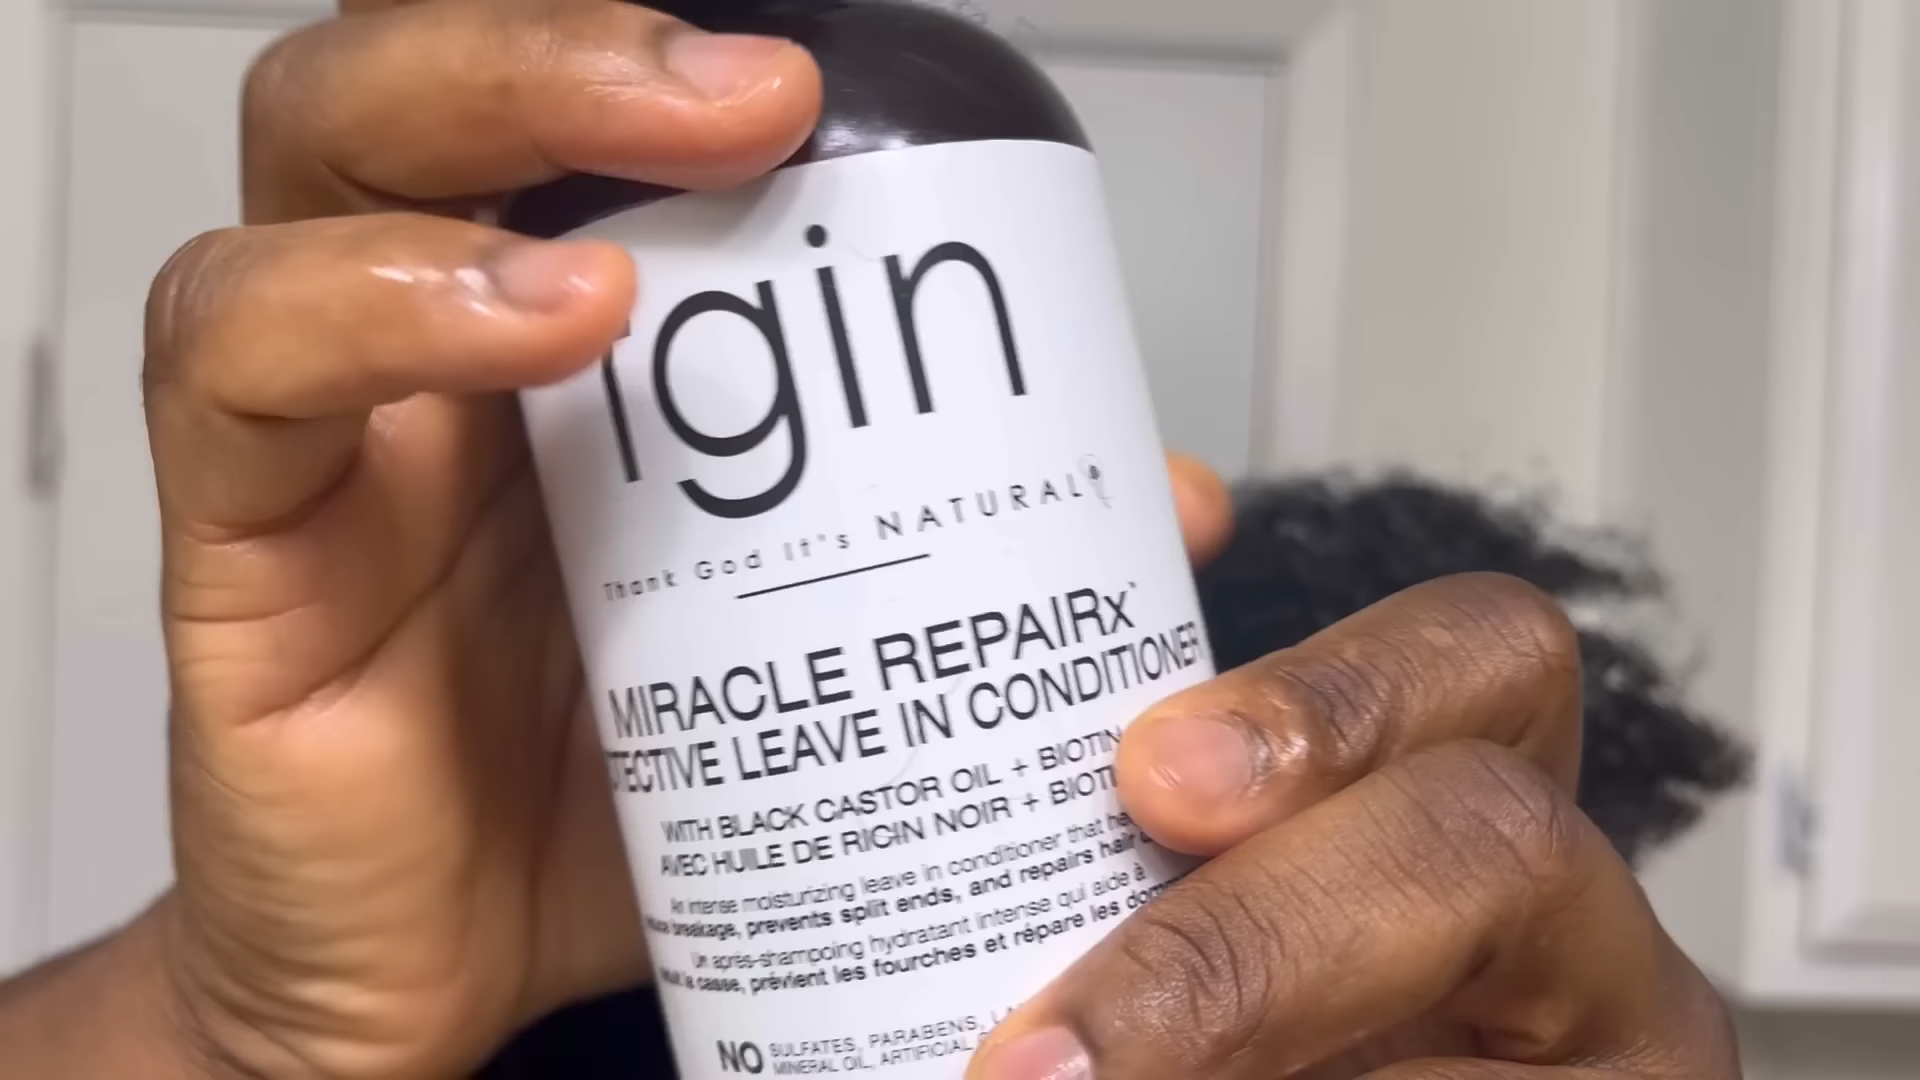 tgin
Thank God It's NATURAL
MIRACLE REPAIRx
TECTIVE LEAVE IN CONDITIONER
WITH BLACK CASTOR OIL + BIOTIN
AVEC HUILE DE RICIN NOIR + BIOTI
An intense moisturizing leave in conditioner that
breakage, prevents split ends, and repairs hair
Un après-shampoing hydratant intense qui aide à
la casse, prévient les fourches et répare les
NO SULFATES, PARABENS,
MINERAL OIL, ARTIFICIAL